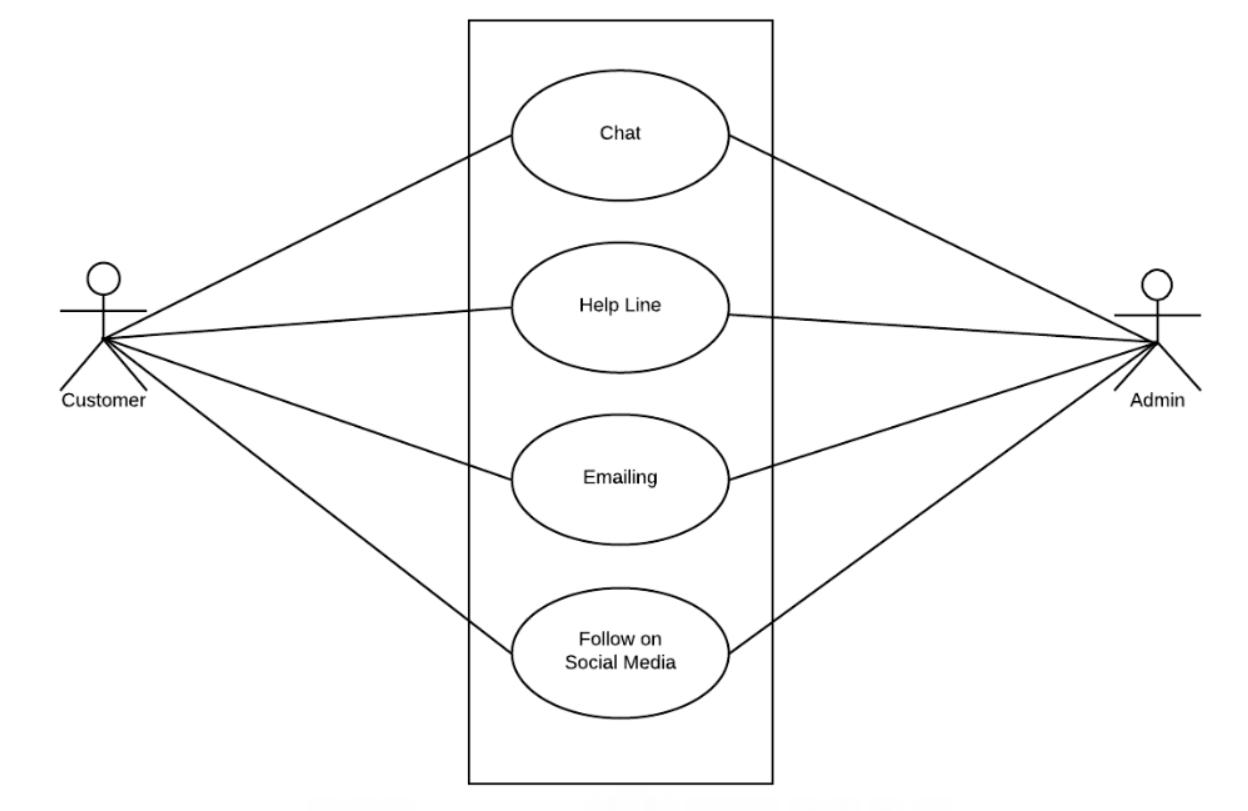 Chat
Help Line
Customer
Admin
Emailing
Follow on
Social Media